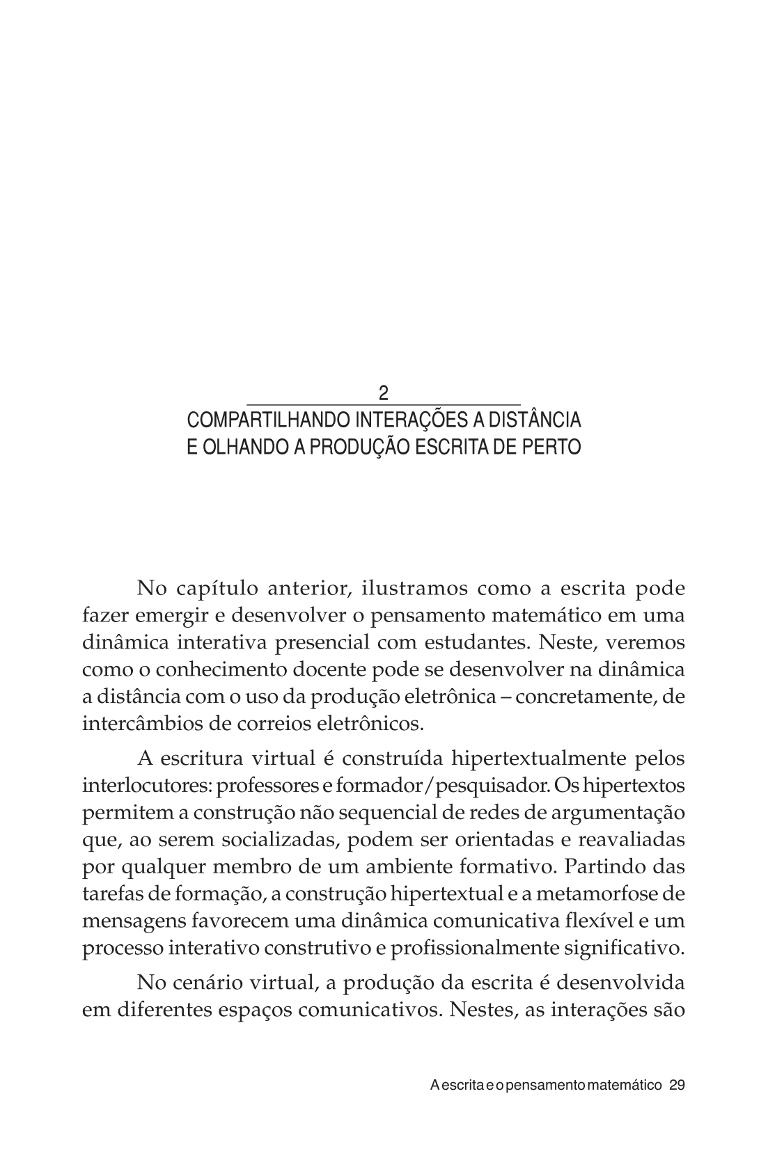 2
COMPARTILHANDO INTERAÇÕES A DISTÂNCIA
E OLHANDO A PRODUÇÃO ESCRITA DE PERTO
No capítulo anterior, ilustramos como a escrita pode
fazer emergir e desenvolver o pensamento matemático em uma
dinâmica interativa presencial com estudantes. Neste, veremos
como o conhecimento docente pode se desenvolver na dinâmica
a distância com o uso da produção eletrônica – concretamente, de
intercâmbios de correios eletrônicos.
A escritura virtual é construída hipertextualmente pelos
interlocutores: professores e formador/pesquisador. Os hipertextos
permitem a construção não sequencial de redes de argumentação
que, ao serem socializadas, podem ser orientadas e reavaliadas
por qualquer membro de um ambiente formativo. Partindo das
tarefas de formação, a construção hipertextual e a metamorfose de
mensagens favorecem uma dinâmica comunicativa flexível e um
processo interativo construtivo e profissionalmente significativo.
No cenário virtual, a produção da escrita é desenvolvida
em diferentes espaços comunicativos. Nestes, as interações são
A escrita e o pensamento matemático 29